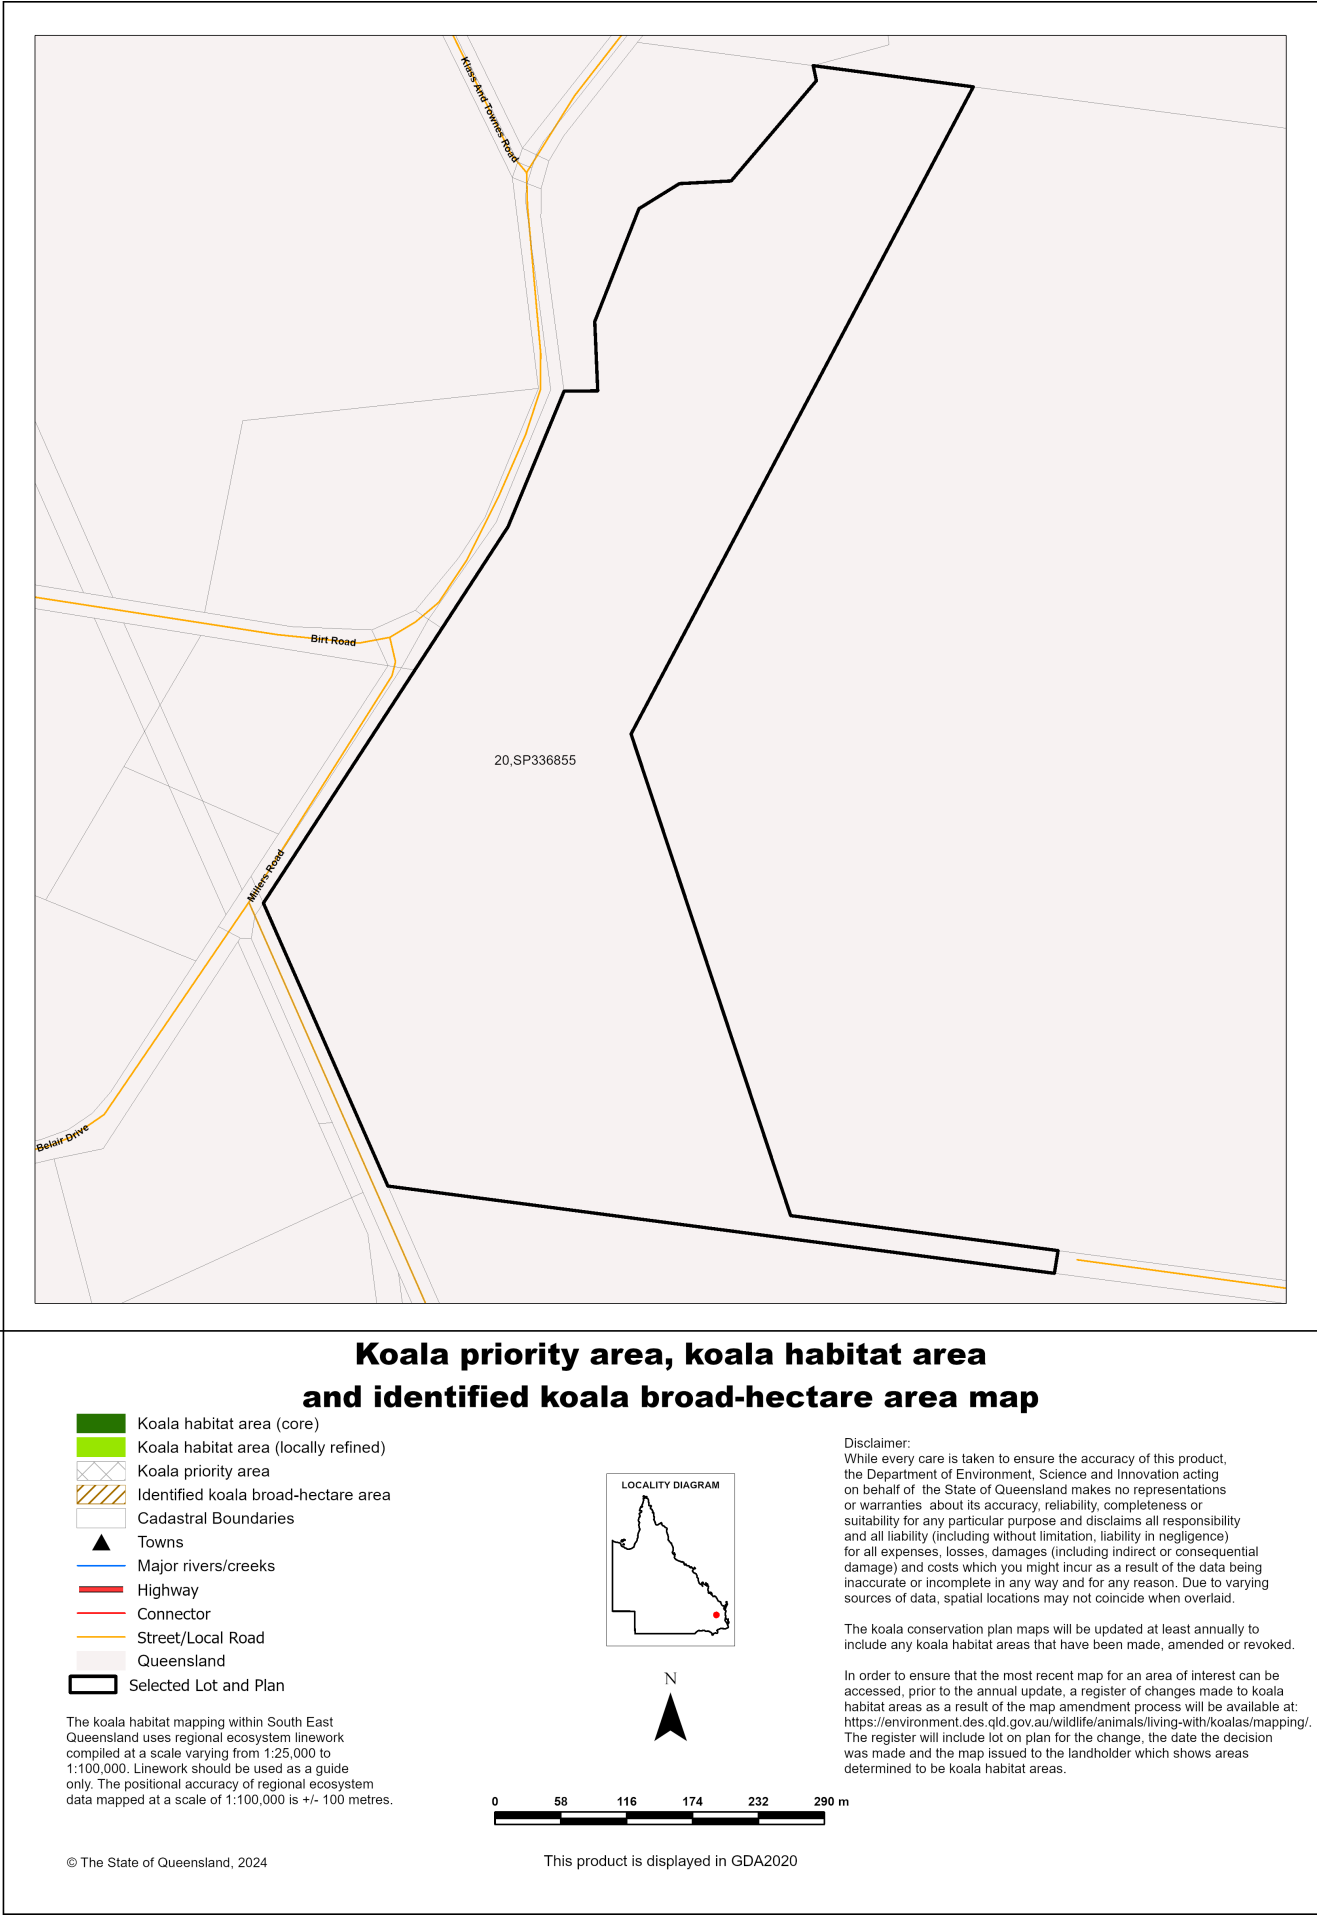 Klass And Townes Road
Birt Road
20,SP336855
Millers Road
Belair Drive
Koala priority area, koala habitat area
and identified koala broad-hectare area map
Koala habitat area (core)
Koala habitat area (locally refined)
Koala priority area
Identified koala broad-hectare area
Cadastral Boundaries
Towns
Major rivers/creeks
Highway
Connector
Street/Local Road
Queensland
Selected Lot and Plan
The koala habitat mapping within South East
Queensland uses regional ecosystem linework
compiled at a scale varying from 1:25,000 to
1:100,000. Linework should be used as a guide
only. The positional accuracy of regional ecosystem
data mapped at a scale of 1:100,000 is +/- 100 metres.
© The State of Queensland, 2024
LOCALITY DIAGRAM
N
0 58 116 174 232 290 m
This product is displayed in GDA2020
Disclaimer:
While every care is taken to ensure the accuracy of this product,
the Department of Environment, Science and Innovation acting
on behalf of the State of Queensland makes no representations
or warranties about its accuracy, reliability, completeness or
suitability for any particular purpose and disclaims all responsibility
and all liability (including without limitation, liability in negligence)
for all expenses, losses, damages (including indirect or consequential
damage) and costs which you might incur as a result of the data being
inaccurate or incomplete in any way and for any reason. Due to varying
sources of data, spatial locations may not coincide when overlaid.
The koala conservation plan maps will be updated at least annually to
include any koala habitat areas that have been made, amended or revoked.
In order to ensure that the most recent map for an area of interest can be
accessed, prior to the annual update, a register of changes made to koala
habitat areas as a result of the map amendment process will be available at:
https://environment.des.qld.gov.au/wildlife/animals/living-with/koalas/mapping/.
The register will include lot on plan for the change, the date the decision
was made and the map issued to the landholder which shows areas
determined to be koala habitat areas.